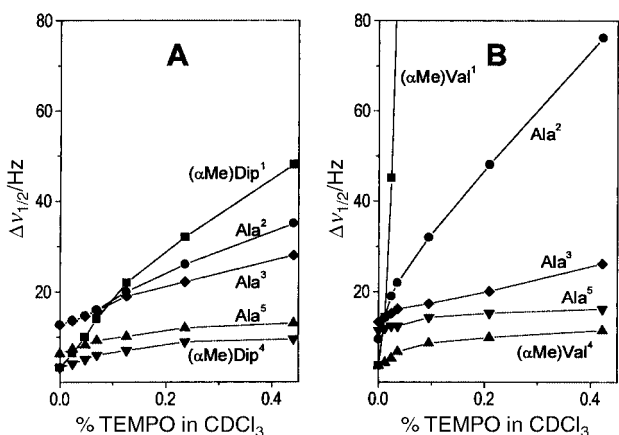 A
B
80
60
40
20
Δν1/2/Hz
0.0
0.2
0.4
% TEMPO in CDCl3
(αMe)Dip1
Ala2
Ala3
Ala5
(αMe)Dip4
80
60
40
20
Δν1/2/Hz
0.0
0.2
0.4
% TEMPO in CDCl3
(αMe)Val1
Ala2
Ala3
Ala5
(αMe)Val4